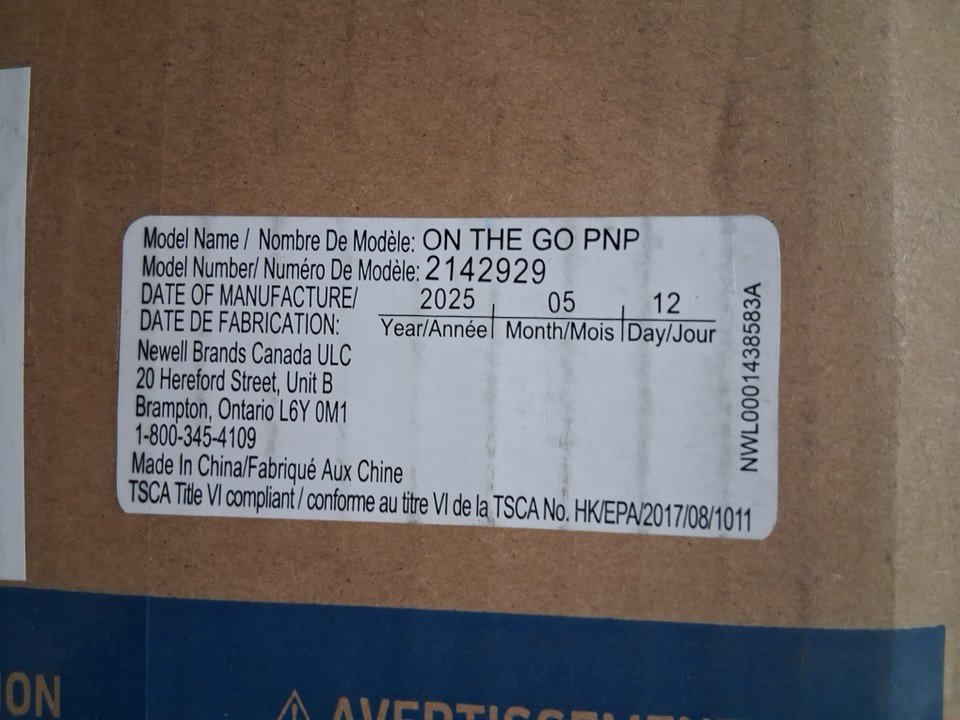 Model Name / Nombre De Modèle: ON THE GO PNP
Model Number/ Numéro De Modèle: 2142929
DATE OF MANUFACTURE/ 2025 05 12
DATE DE FABRICATION: Year/Année Month/Mois Day/Jour
Newell Brands Canada ULC
20 Hereford Street, Unit B
Brampton, Ontario L6Y 0M1
1-800-345-4109
Made In China/Fabriqué Aux Chine
TSCA Title VI compliant / conforme au titre VI de la TSCA No. HK/EPA/2017/08/1011
NWL0001438583A
ION
AVERTISSEMENT